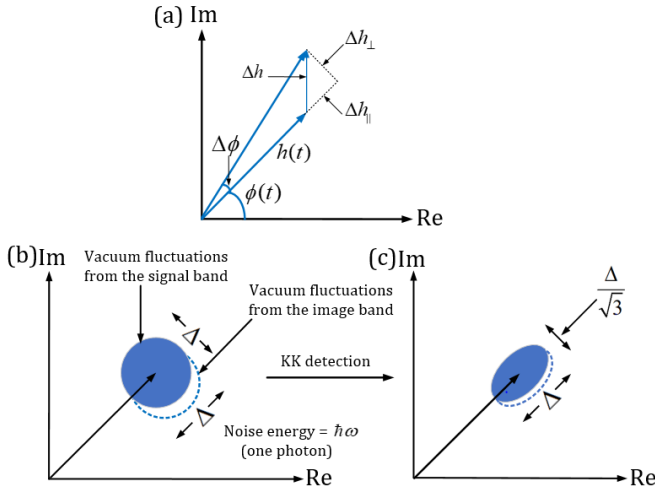 (a) Im
Δh⊥
Δh
Δh∥
Δϕ
h(t)
ϕ(t)
Re
(b) Im
Vacuum fluctuations
from the signal band
Vacuum fluctuations
from the image band
Δ
Δ
Noise energy = ℏω
(one photon)
Re
KK detection
(c) Im
Δ/√3
Δ
Re